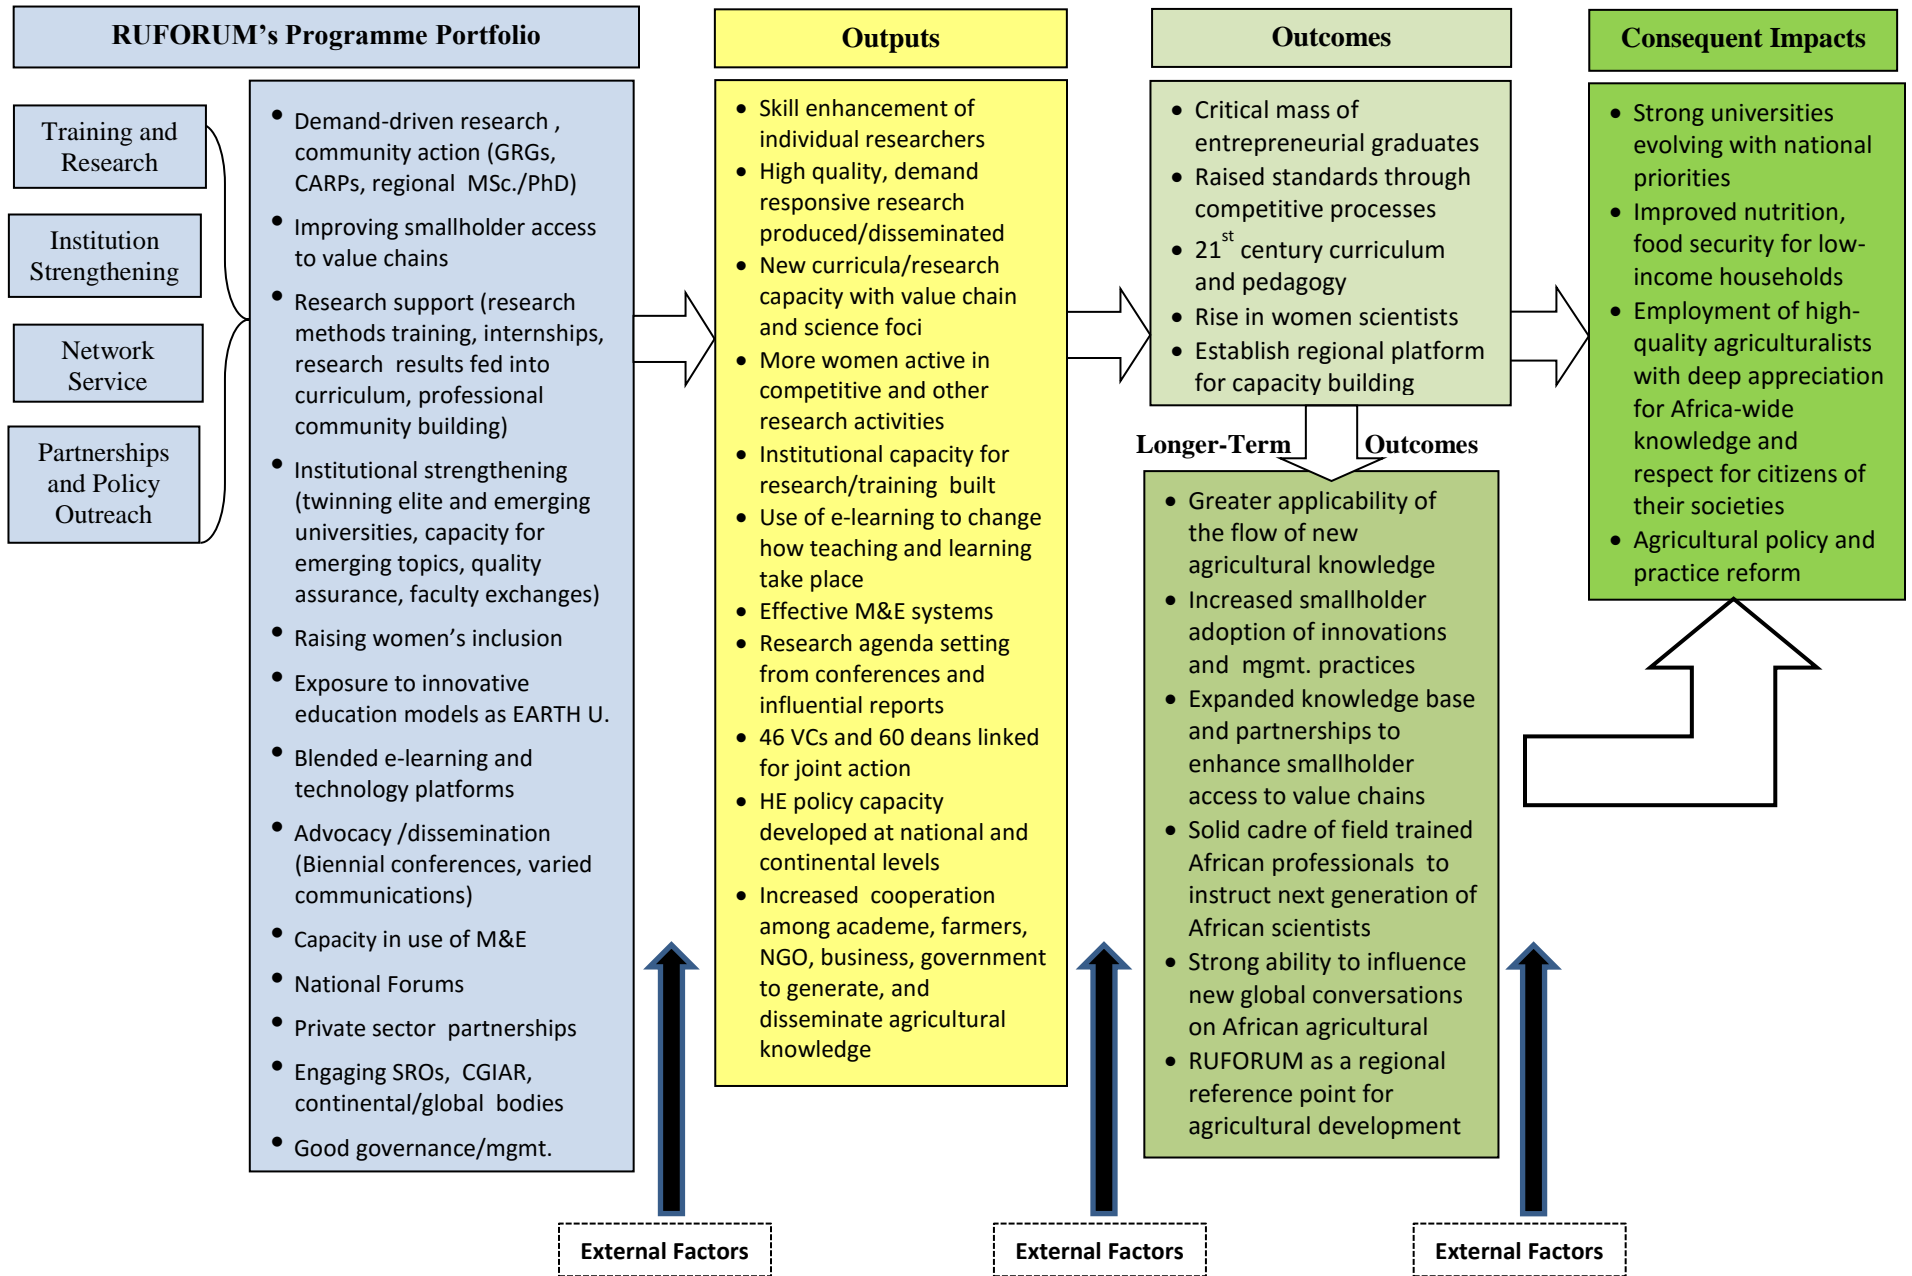 RUFORUM’s Programme Portfolio
Training and
Research
Institution
Strengthening
Network
Service
Partnerships
and Policy
Outreach
• Demand-driven research ,
community action (GRGs,
CARPs, regional MSc./PhD)
• Improving smallholder access
to value chains
• Research support (research
methods training, internships,
research results fed into
curriculum, professional
community building)
• Institutional strengthening
(twinning elite and emerging
universities, capacity for
emerging topics, quality
assurance, faculty exchanges)
• Raising women’s inclusion
• Exposure to innovative
education models as EARTH U.
• Blended e-learning and
technology platforms
• Advocacy /dissemination
(Biennial conferences, varied
communications)
• Capacity in use of M&E
• National Forums
• Private sector partnerships
• Engaging SROs, CGIAR,
continental/global bodies
• Good governance/mgmt.
Outputs
• Skill enhancement of
individual researchers
• High quality, demand
responsive research
produced/disseminated
• New curricula/research
capacity with value chain
and science foci
• More women active in
competitive and other
research activities
• Institutional capacity for
research/training built
• Use of e-learning to change
how teaching and learning
take place
• Effective M&E systems
• Research agenda setting
from conferences and
influential reports
• 46 VCs and 60 deans linked
for joint action
• HE policy capacity
developed at national and
continental levels
• Increased cooperation
among academe, farmers,
NGO, business, government
to generate, and
disseminate agricultural
knowledge
Outcomes
• Critical mass of
entrepreneurial graduates
• Raised standards through
competitive processes
• 21st century curriculum
and pedagogy
• Rise in women scientists
• Establish regional platform
for capacity building
Longer-Term Outcomes
• Greater applicability of
the flow of new
agricultural knowledge
• Increased smallholder
adoption of innovations
and mgmt. practices
• Expanded knowledge base
and partnerships to
enhance smallholder
access to value chains
• Solid cadre of field trained
African professionals to
instruct next generation of
African scientists
• Strong ability to influence
new global conversations
on African agricultural
• RUFORUM as a regional
reference point for
agricultural development
Consequent Impacts
• Strong universities
evolving with national
priorities
• Improved nutrition,
food security for low-
income households
• Employment of high-
quality agriculturalists
with deep appreciation
for Africa-wide
knowledge and
respect for citizens of
their societies
• Agricultural policy and
practice reform
External Factors
External Factors
External Factors